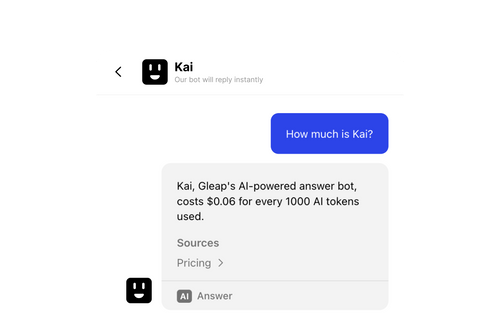 Kai
Our bot will reply instantly
How much is Kai?
Kai, Gleap's AI-powered answer bot,
costs $0.06 for every 1000 AI tokens
used.
Sources
Pricing
AI Answer